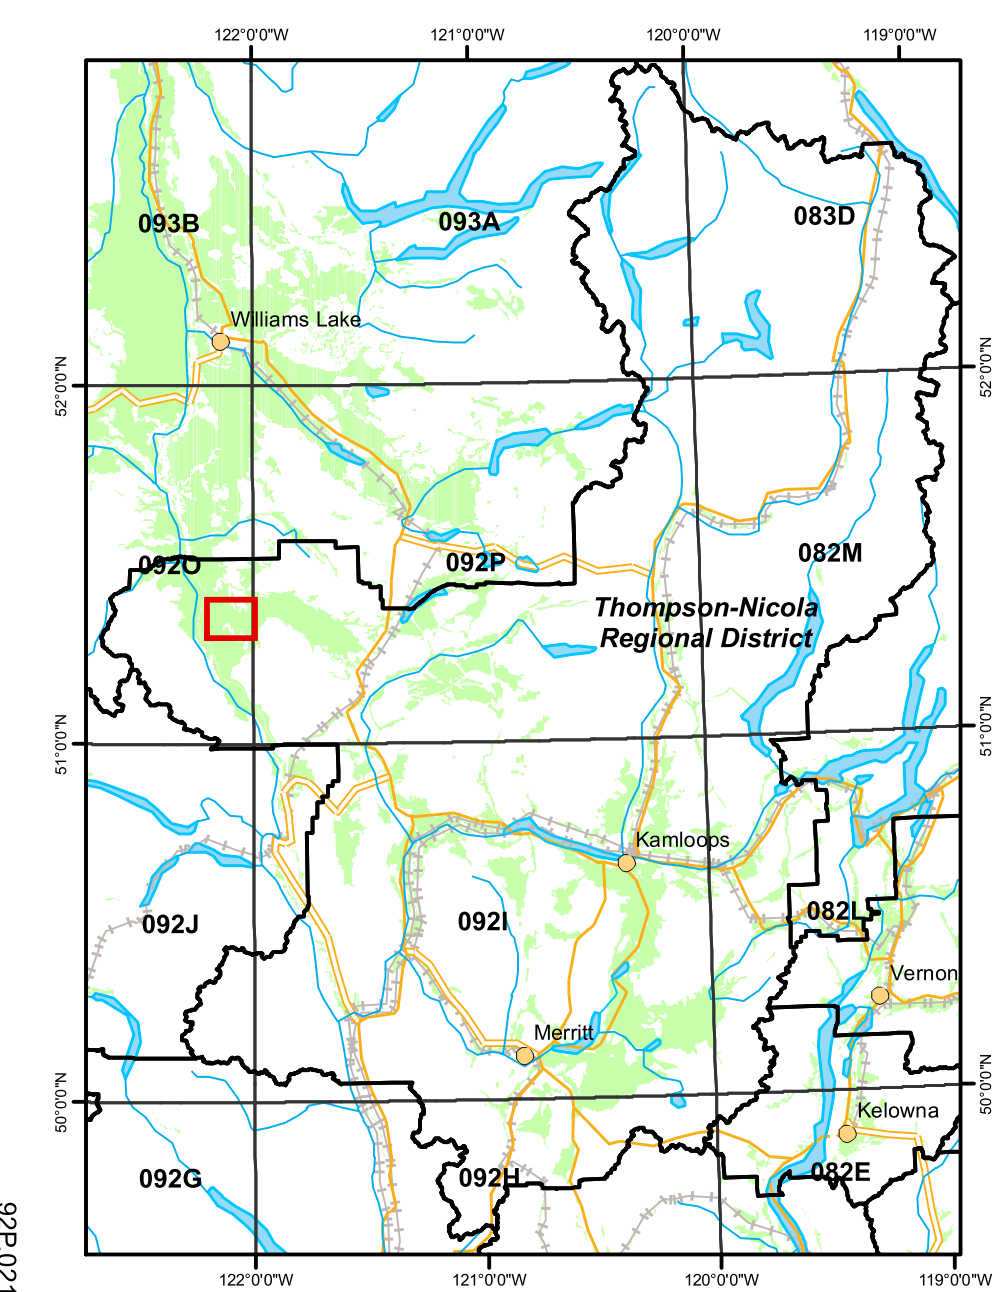 122°0'0"W
121°0'0"W
120°0'0"W
119°0'0"W
093B
093A
083D
Williams Lake
52°0'0"N
52°0'0"N
092O
092P
082M
Thompson-Nicola
Regional District
51°0'0"N
51°0'0"N
Kamloops
092J
092I
082L
Vernon
Merritt
50°0'0"N
50°0'0"N
Kelowna
092G
092H
082E
92P.021
122°0'0"W
121°0'0"W
120°0'0"W
119°0'0"W